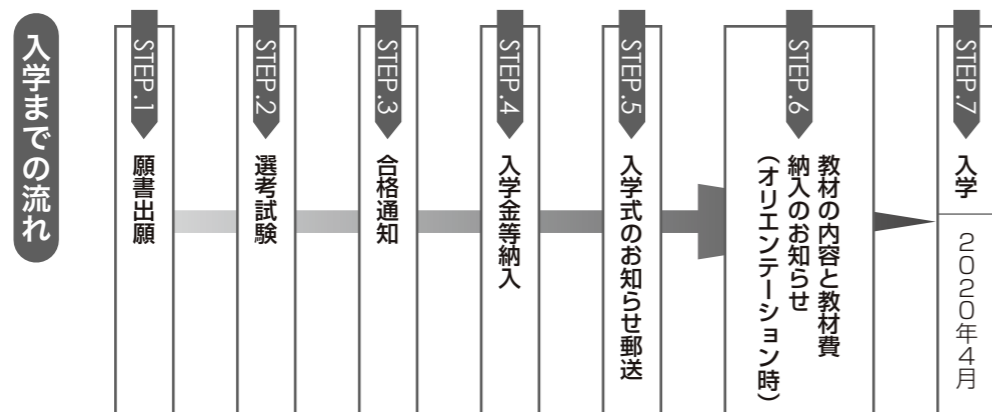 入学までの流れ
STEP.1
願書出願
STEP.2
選考試験
STEP.3
合格通知
STEP.4
入学金等納入
STEP.5
入学式のお知らせ郵送
STEP.6
教材の内容と教材費
納入のお知らせ
（オリエンテーション時）
STEP.7
入学
2020年4月